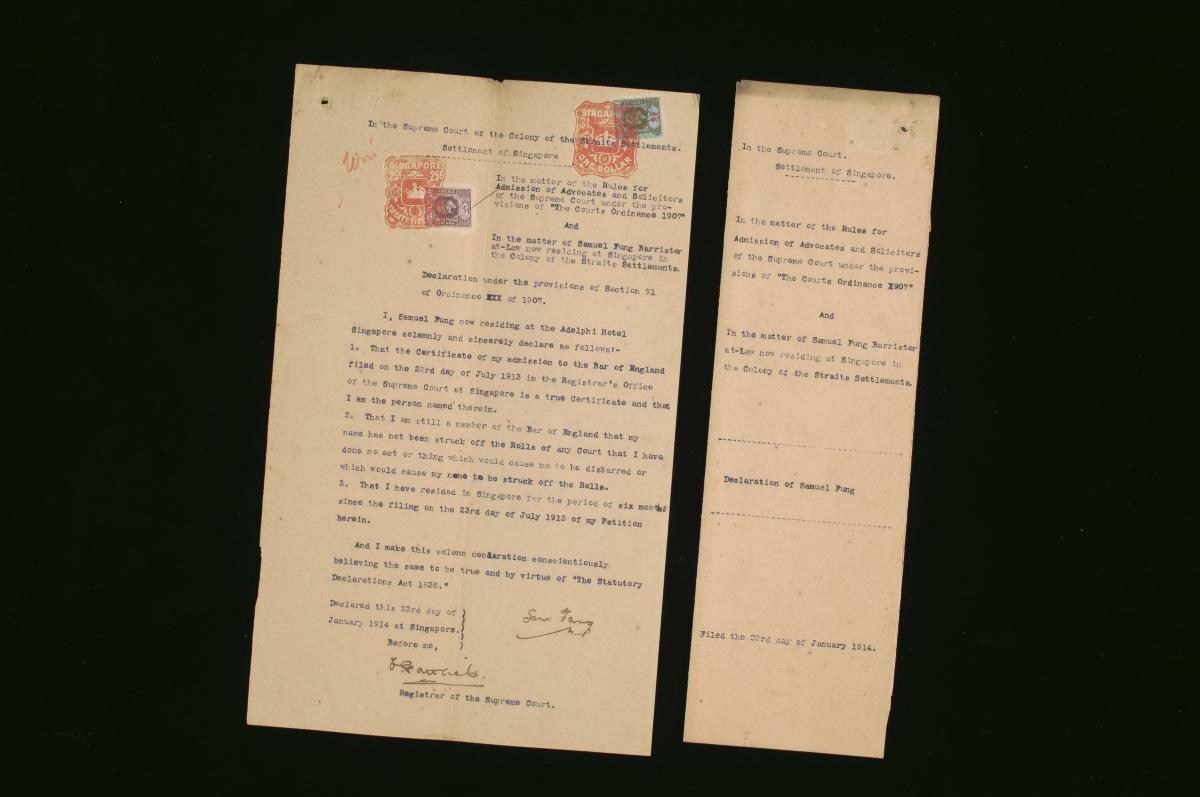 In the Supreme Court of the Colony of the Straits Settlements.
Settlement of Singapore
SINGAPORE
ONE DOLLAR
SINGAPORE
25C 25C
TWENTY FIVE
In the matter of the Rules for
Admission of Advocates and Solicitors
of the Supreme Court under the pro-
visions of "The Courts Ordinance 1907"
And
In the matter of Samuel Fung Barrister
at-Law now residing at Singapore in
the Colony of the Straits Settlements.
Declaration under the provisions of Section 91
of Ordinance XXX of 1907.
I, Samuel Fung now residing at the Adelphi Hotel
Singapore solemnly and sincerely declare as follows:-
1. That the Certificate of my admission to the Bar of England
filed on the 23rd day of July 1913 in the Registrar's Office
of the Supreme Court at Singapore is a true Certificate and that
I am the person named therein.
2. That I am still a member of the Bar of England that my
name has not been struck off the Rolls of any Court that I have
done no act or thing which would cause me to be disbarred or
which would cause my name to be struck off the Rolls.
3. That I have resided in Singapore for the period of six months
since the filing on the 23rd day of July 1913 of my Petition
herein.
And I make this solemn declaration conscientiously
believing the same to be true and by virtue of "The Statutory
Declarations Act 1835."
Declared this 23rd day of
January 1914 at Singapore.
Before me,
Sam Fung
Registrar of the Supreme Court.
In the Supreme Court.
Settlement of Singapore.
In the matter of the Rules for
Admission of Advocates and Solicitors
of the Supreme Court under the provi-
sions of "The Courts Ordinance 1907"
And
In the matter of Samuel Fung Barrister
at-Law now residing at Singapore in
the Colony of the Straits Settlements.
Declaration of Samuel Fung
Filed the 23rd day of January 1914.